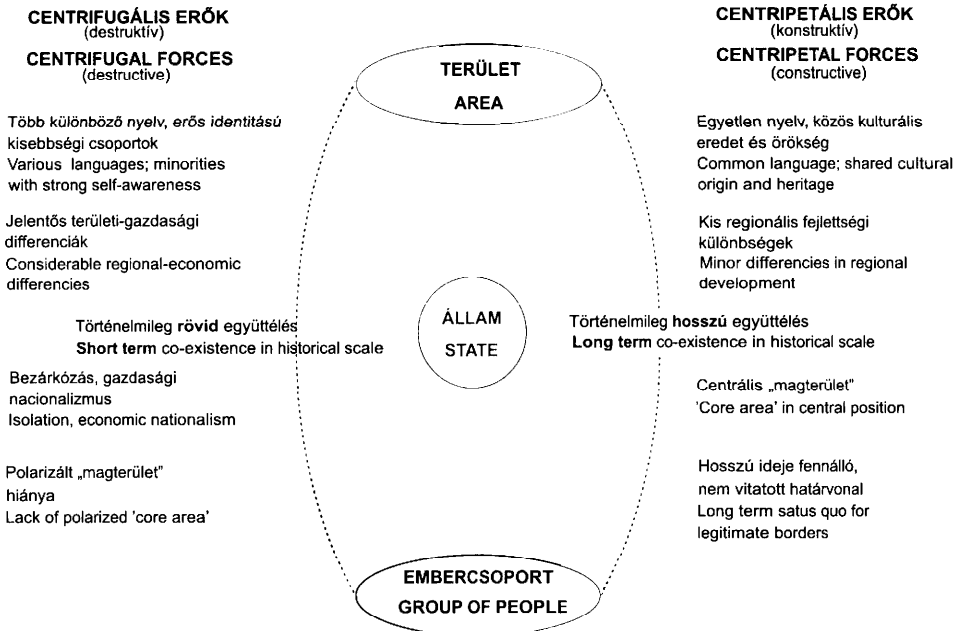 CENTRIFUGÁLIS ERŐK
(destruktív)
CENTRIFUGAL FORCES
(destructive)
Több különböző nyelv, erős identitású
kisebbségi csoportok
Various languages; minorities
with strong self-awareness
Jelentős területi-gazdasági
differenciák
Considerable regional-economic
differencies
Történelmileg rövid együttélés
Short term co-existence in historical scale
Bezárkózás, gazdasági
nacionalizmus
Isolation, economic nationalism
Polarizált „magterület”
hiánya
Lack of polarized 'core area'
TERÜLET
AREA
ÁLLAM
STATE
EMBERCSOPORT
GROUP OF PEOPLE
CENTRIPETÁLIS ERŐK
(konstruktív)
CENTRIPETAL FORCES
(constructive)
Egyetlen nyelv, közös kulturális
eredet és örökség
Common language; shared cultural
origin and heritage
Kis regionális fejlettségi
különbségek
Minor differencies in regional
development
Történelmileg hosszú együttélés
Long term co-existence in historical scale
Centrális „magterület”
'Core area' in central position
Hosszú ideje fennálló,
nem vitatott határvonal
Long term satus quo for
legitimate borders